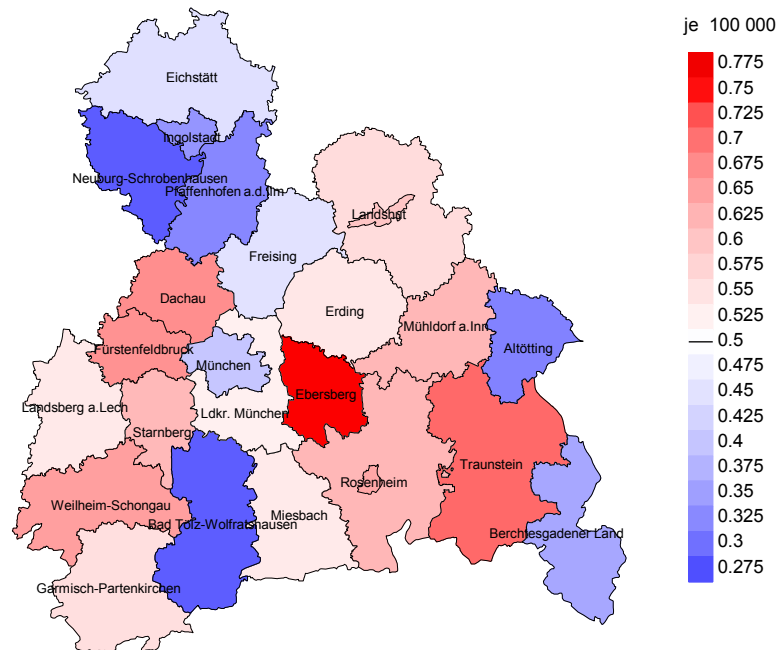 je 100 000
0.775
0.75
0.725
0.7
0.675
0.65
0.625
0.6
0.575
0.55
0.525
0.5
0.475
0.45
0.425
0.4
0.375
0.35
0.325
0.3
0.275
Eichstätt
Ingolstadt
Neuburg-Schrobenhausen
Pfaffenhofen a.d.Ilm
Landshut
Freising
Dachau
Erding
Mühldorf a.Inn
Fürstenfeldbruck
München
Altötting
Ebersberg
Landsberg a.Lech
Ldkr. München
Starnberg
Traunstein
Rosenheim
Weilheim-Schongau
Miesbach
Bad Tölz-Wolfratshausen
Berchtesgadener Land
Garmisch-Partenkirchen